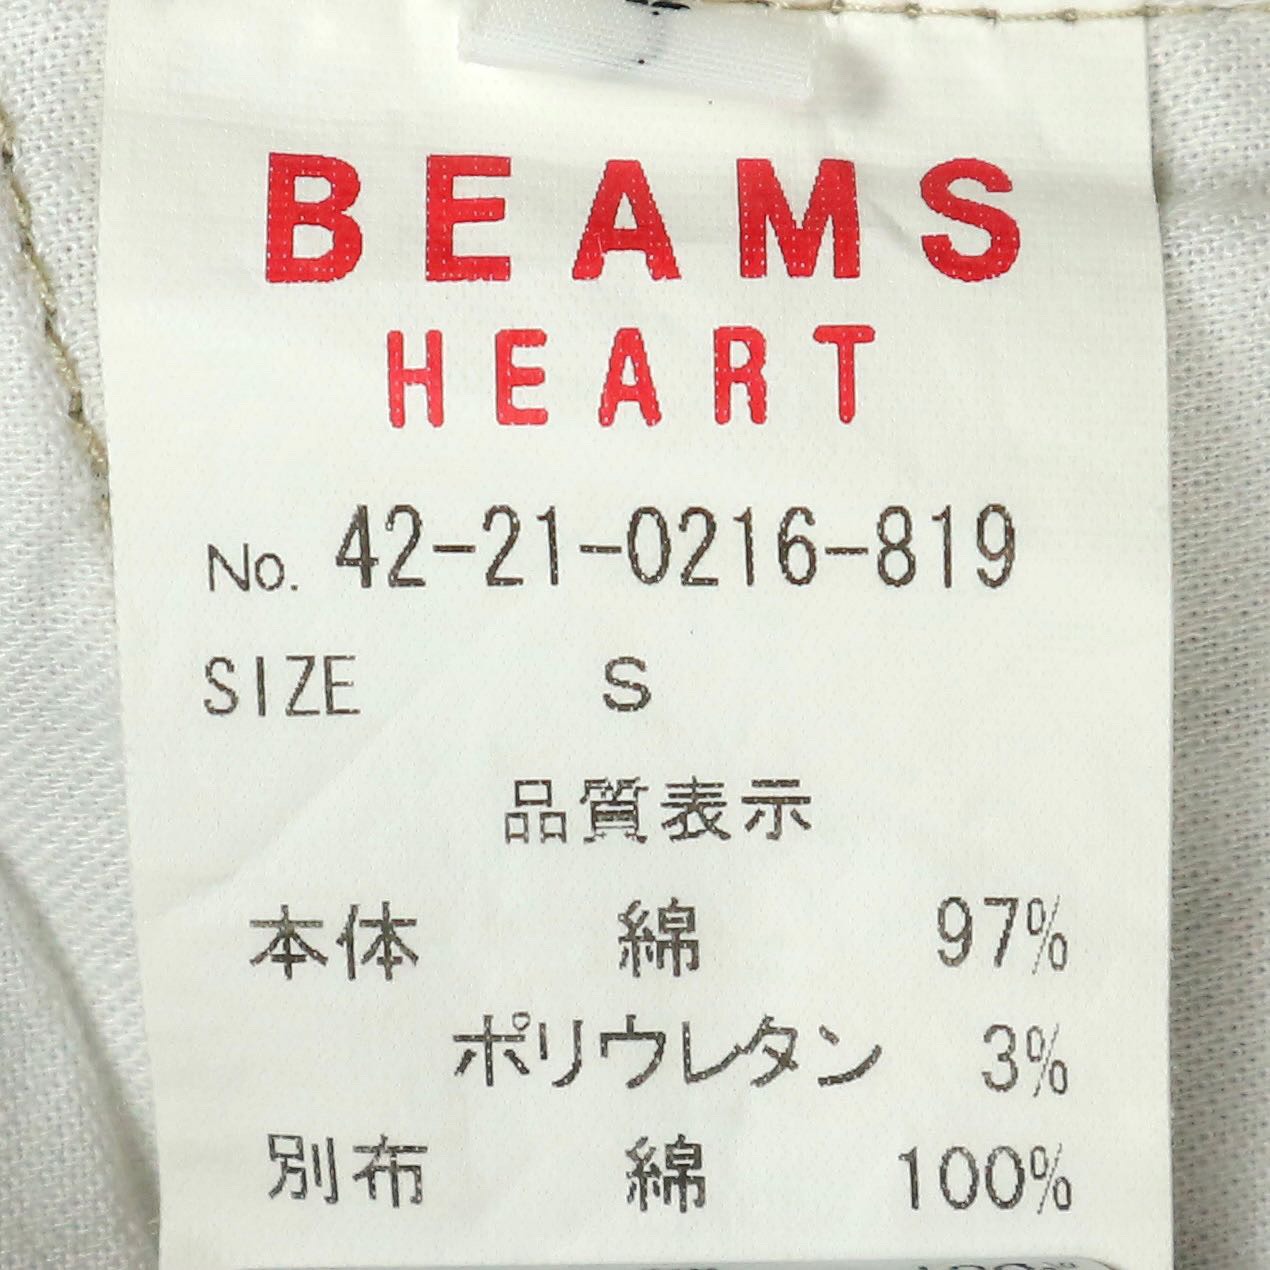 BEAMS
HEART
No. 42-21-0216-819
SIZE S
品質表示
本体 綿 97%
ポリウレタン 3%
別布 綿 100%